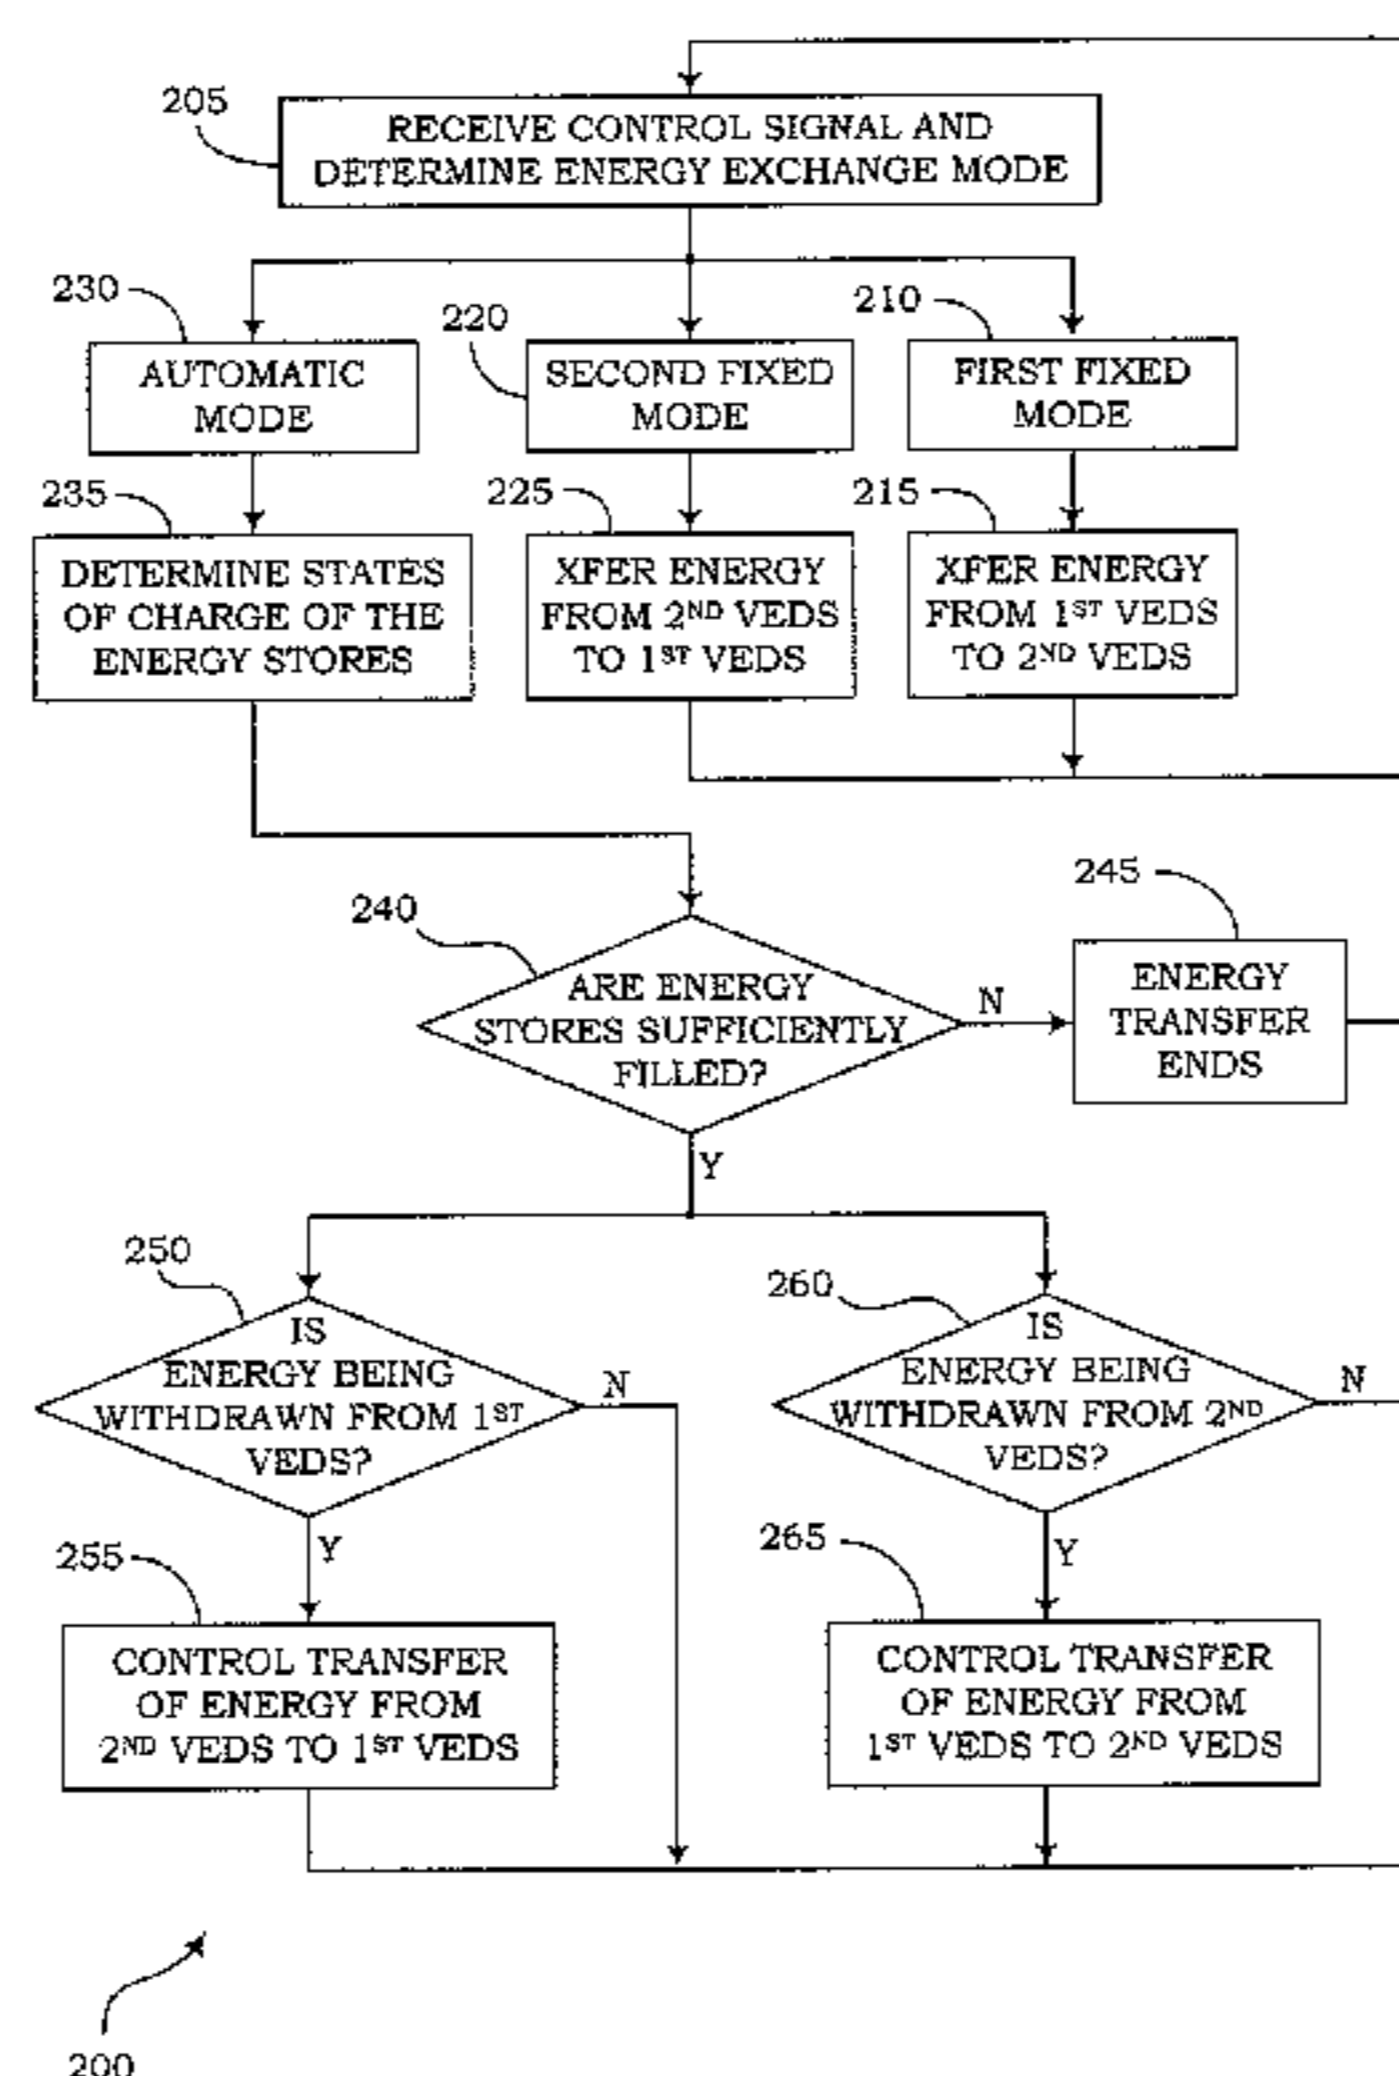 205
RECEIVE CONTROL SIGNAL AND
DETERMINE ENERGY EXCHANGE MODE
230
AUTOMATIC
MODE
220
SECOND FIXED
MODE
210
FIRST FIXED
MODE
235
DETERMINE STATES
OF CHARGE OF THE
ENERGY STORES
225
XFER ENERGY
FROM 2ND VEDS
TO 1ST VEDS
215
XFER ENERGY
FROM 1ST VEDS
TO 2ND VEDS
240
ARE ENERGY
STORES SUFFICIENTLY
FILLED?
N
245
ENERGY
TRANSFER
ENDS
Y
250
IS
ENERGY BEING
WITHDRAWN FROM 1ST
VEDS?
N
260
IS
ENERGY BEING
WITHDRAWN FROM 2ND
VEDS?
N
Y
255
CONTROL TRANSFER
OF ENERGY FROM
2ND VEDS TO 1ST VEDS
Y
265
CONTROL TRANSFER
OF ENERGY FROM
1ST VEDS TO 2ND VEDS
200